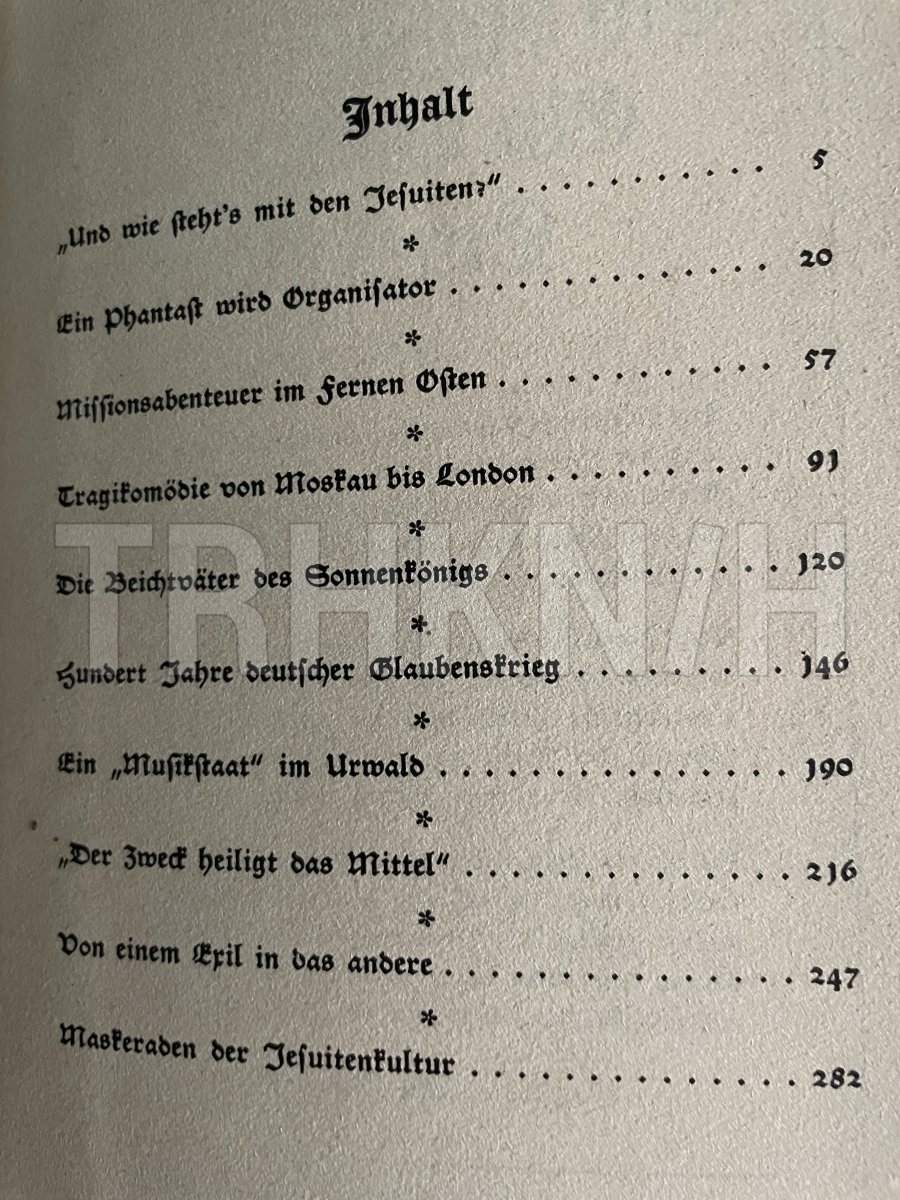 Inhalt
„Und wie steht's mit den Jesuiten?“ . . . . . . . . . . . 5
*
Ein Phantast wird Organisator . . . . . . . . . . . . . . 20
*
Missionsabenteuer im Fernen Osten . . . . . . . . . . . . 57
*
Tragikomödie von Moskau bis London . . . . . . . . . . 91
*
Die Beichtväter des Sonnenkönigs . . . . . . . . . . . . 120
*
Hundert Jahre deutscher Glaubenskrieg . . . . . . . . . 146
*
Ein „Musikstaat“ im Urwald . . . . . . . . . . . . . . . 190
*
„Der Zweck heiligt das Mittel“ . . . . . . . . . . . . . . 216
*
Von einem Exil in das andere . . . . . . . . . . . . . . . 247
*
Maskeraden der Jesuitenkultur . . . . . . . . . . . . . . 282
TRHKN/H